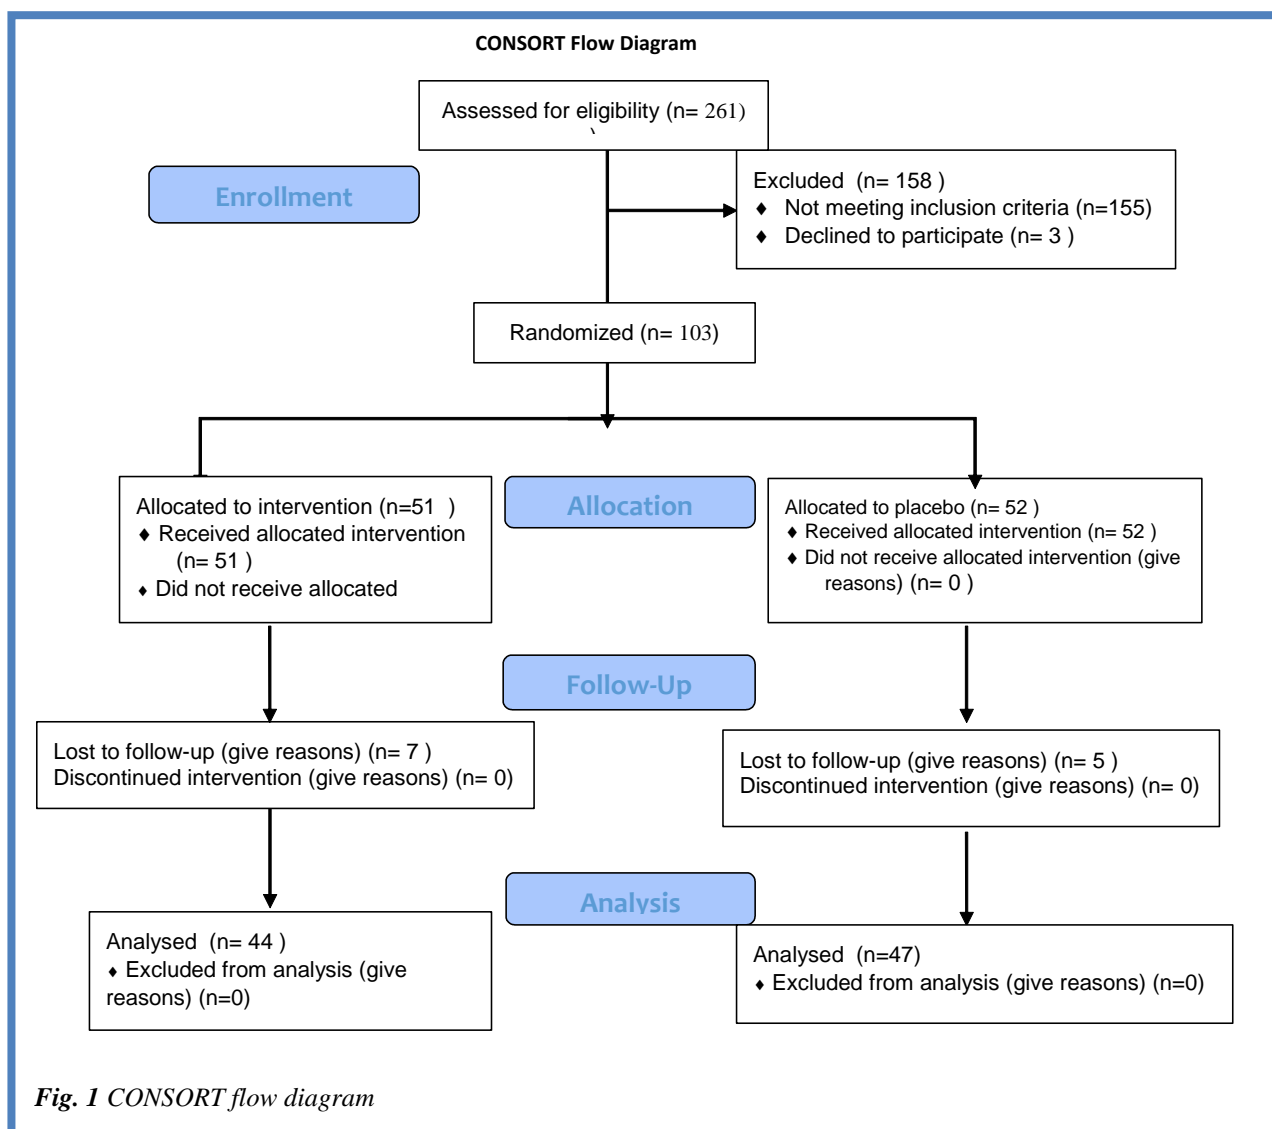 CONSORT Flow Diagram
Assessed for eligibility (n= 261)
Enrollment
Excluded (n= 158 )
♦ Not meeting inclusion criteria (n=155)
♦ Declined to participate (n= 3 )
Randomized (n= 103)
Allocation
Allocated to intervention (n=51 )
♦ Received allocated intervention
(n= 51 )
♦ Did not receive allocated
Allocated to placebo (n= 52 )
♦ Received allocated intervention (n= 52 )
♦ Did not receive allocated intervention (give
reasons) (n= 0 )
Follow-Up
Lost to follow-up (give reasons) (n= 7 )
Discontinued intervention (give reasons) (n= 0)
Lost to follow-up (give reasons) (n= 5 )
Discontinued intervention (give reasons) (n= 0)
Analysis
Analysed (n= 44 )
♦ Excluded from analysis (give
reasons) (n=0)
Analysed (n=47)
♦ Excluded from analysis (give reasons) (n=0)
Fig. 1 CONSORT flow diagram